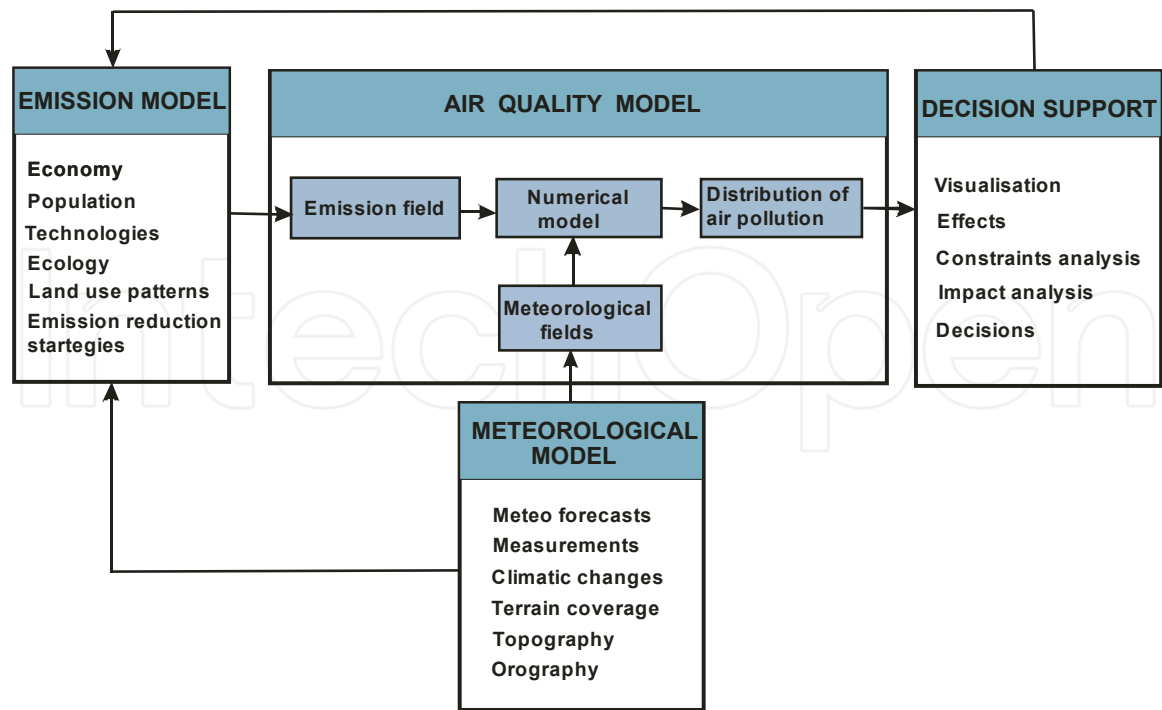 EMISSION MODEL
Economy
Population
Technologies
Ecology
Land use patterns
Emission reduction
startegies
AIR QUALITY MODEL
Emission field
Numerical
model
Distribution of
air pollution
Meteorological
fields
DECISION SUPPORT
Visualisation
Effects
Constraints analysis
Impact analysis
Decisions
METEOROLOGICAL
MODEL
Meteo forecasts
Measurements
Climatic changes
Terrain coverage
Topography
Orography
IntechOpen